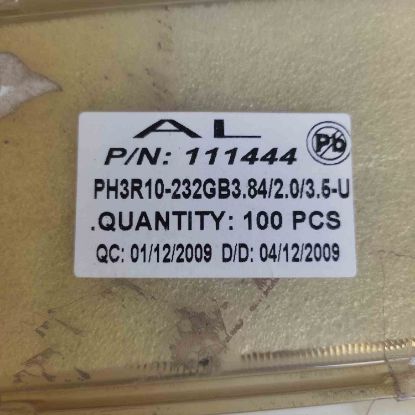 AL
P/N: 111444
Pb
PH3R10-232GB3.84/2.0/3.5-U
.QUANTITY: 100 PCS
QC: 01/12/2009 D/D: 04/12/2009